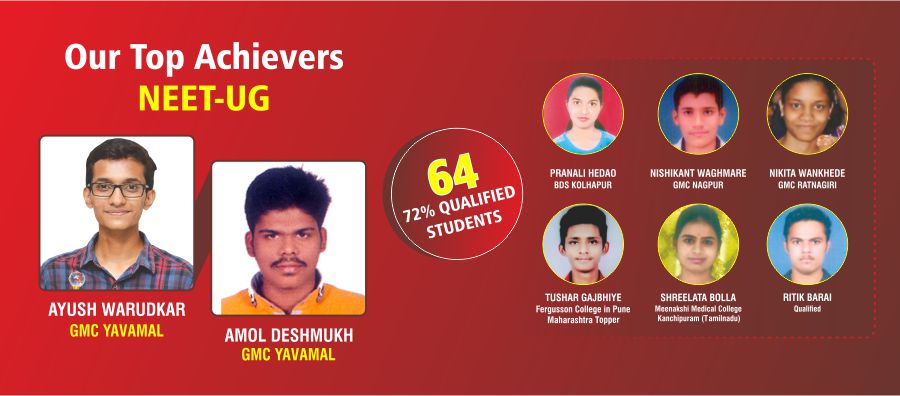 Our Top Achievers
NEET-UG
AYUSH WARUDKAR
GMC YAVAMAL
AMOL DESHMUKH
GMC YAVAMAL
64
72% QUALIFIED
STUDENTS
PRANALI HEDAO
BDS KOLHAPUR
NISHIKANT WAGHMARE
GMC NAGPUR
NIKITA WANKHEDE
GMC RATNAGIRI
TUSHAR GAJBHIYE
Fergusson College in Pune
Maharashtra Topper
SHREELATA BOLLA
Meenakshi Medical College
Kanchipuram (Tamilnadu)
RITIK BARAI
Qualified